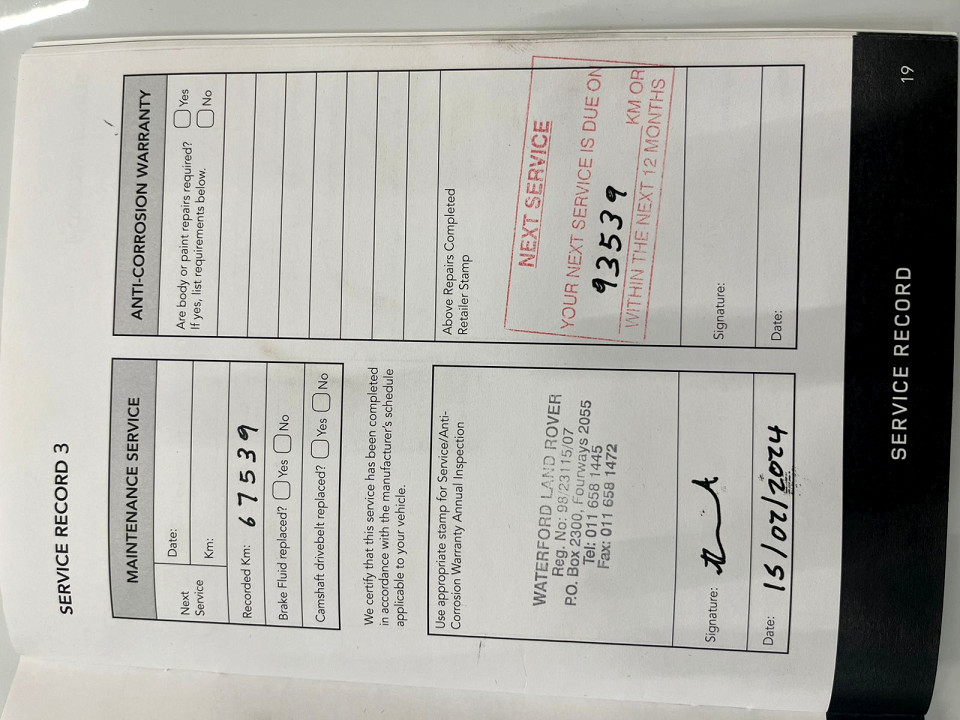 SERVICE RECORD 3
MAINTENANCE SERVICE
Next
Service
Date:
Km:
Recorded Km: 67539
Brake Fluid replaced? Yes No
Camshaft drivebelt replaced? Yes No
We certify that this service has been completed
in accordance with the manufacturer's schedule
applicable to your vehicle.
Use appropriate stamp for Service/Anti-
Corrosion Warranty Annual Inspection
WATERFORD LAND ROVER
Reg. No: 98/23115/07
P.O. Box 2300, Fourways 2055
Tel: 011 658 1445
Fax: 011 658 1472
Signature:
Date: 15/02/2024
ANTI-CORROSION WARRANTY
Are body or paint repairs required? Yes
If yes, list requirements below. No
Above Repairs Completed
Retailer Stamp
NEXT SERVICE
YOUR NEXT SERVICE IS DUE ON
93539 KM OR
WITHIN THE NEXT 12 MONTHS
Signature:
Date:
SERVICE RECORD
19